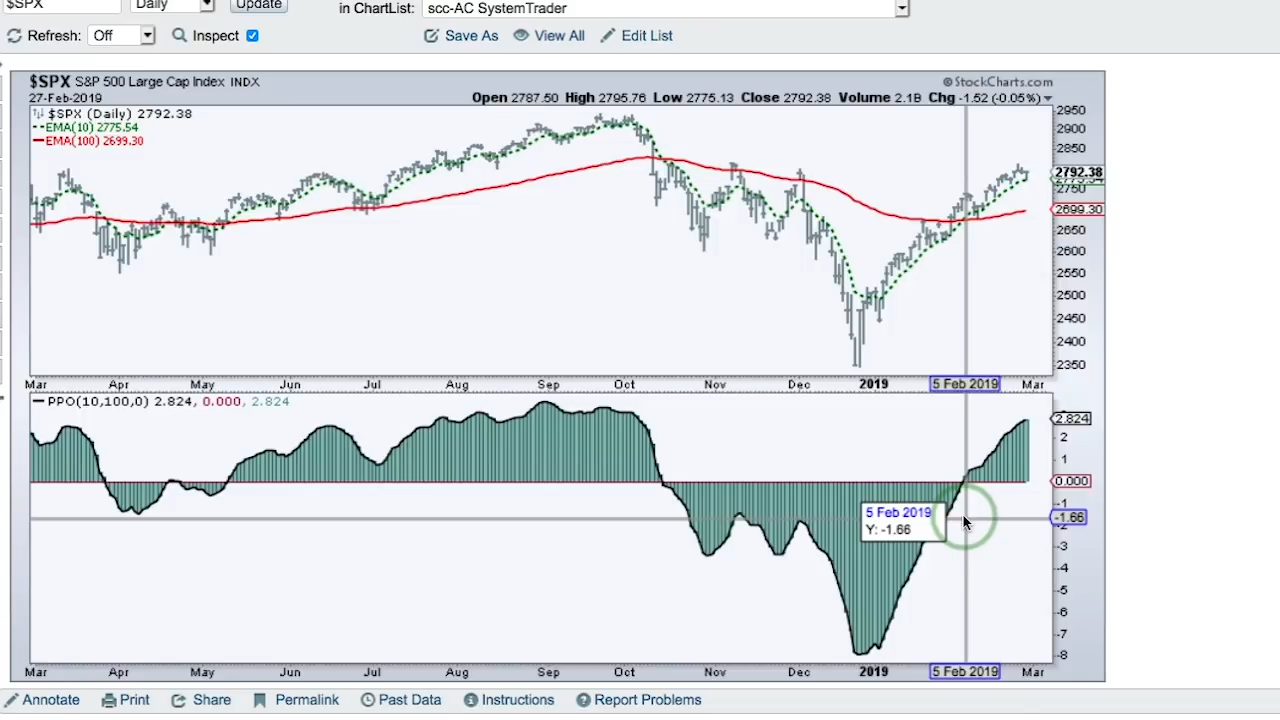 $SPX Daily Update in ChartList: scc-AC SystemTrader
Refresh: Off Inspect Save As View All Edit List
$SPX S&P 500 Large Cap Index INDX ©StockCharts.com
27-Feb-2019 Open 2787.50 High 2795.76 Low 2775.13 Close 2792.38 Volume 2.1B Chg -1.52 (-0.05%)
$SPX (Daily) 2792.38
EMA(10) 2775.54
EMA(100) 2699.30
2950
2900
2850
2792.38
2750
2699.30
2650
2600
2550
2500
2450
2400
2350
Mar Apr May Jun Jul Aug Sep Oct Nov Dec 2019 5 Feb 2019 Mar
PPO(10,100,0) 2.824, 0.000, 2.824
2.824
2
1
0.000
-1
-1.66
-2
-3
-4
-5
-6
-7
-8
5 Feb 2019
Y: -1.66
Mar Apr May Jun Jul Aug Sep Oct Nov Dec 2019 5 Feb 2019 Mar
Annotate Print Share Permalink Past Data Instructions Report Problems